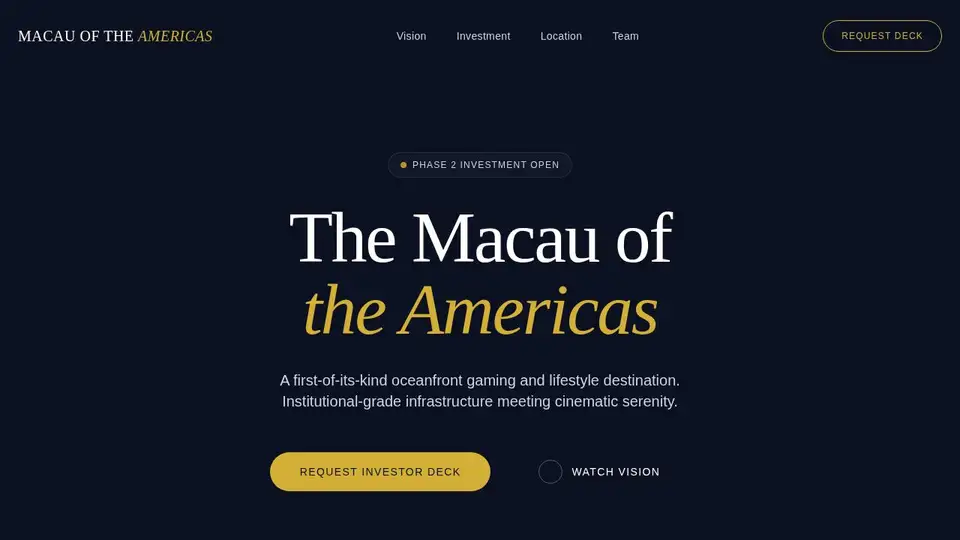 MACAU OF THE AMERICAS
Vision
Investment
Location
Team
REQUEST DECK
PHASE 2 INVESTMENT OPEN
The Macau of
the Americas
A first-of-its-kind oceanfront gaming and lifestyle destination.
Institutional-grade infrastructure meeting cinematic serenity.
REQUEST INVESTOR DECK
WATCH VISION